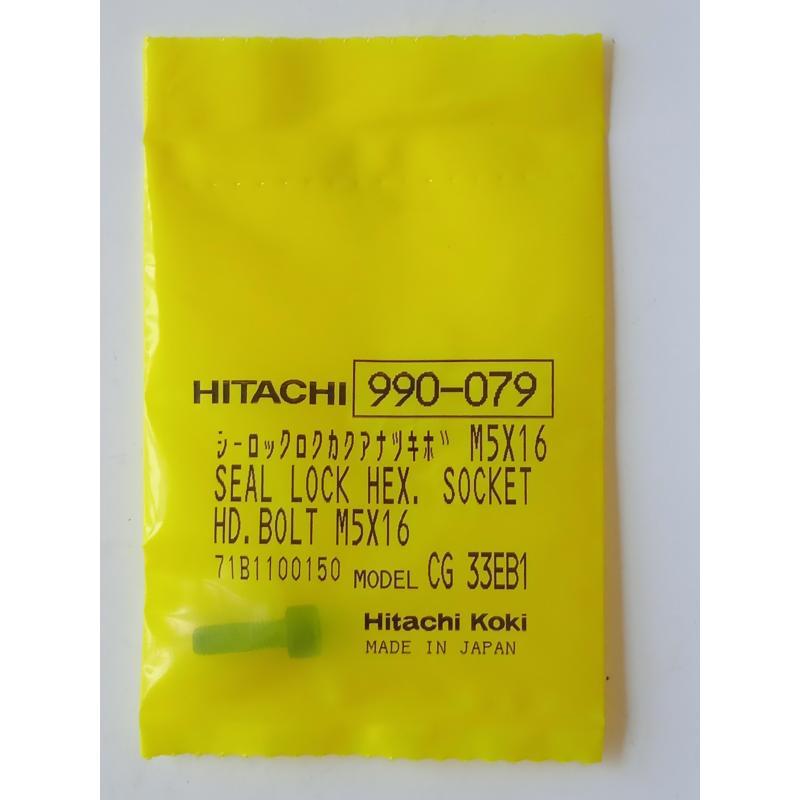 HITACHI 990-079
ｼｰﾛｯｸﾛｸｶｸｱﾅﾂｷﾎﾞ M5X16
SEAL LOCK HEX. SOCKET
HD. BOLT M5X16
71B1100150 MODEL CG 33EB1
Hitachi Koki
MADE IN JAPAN